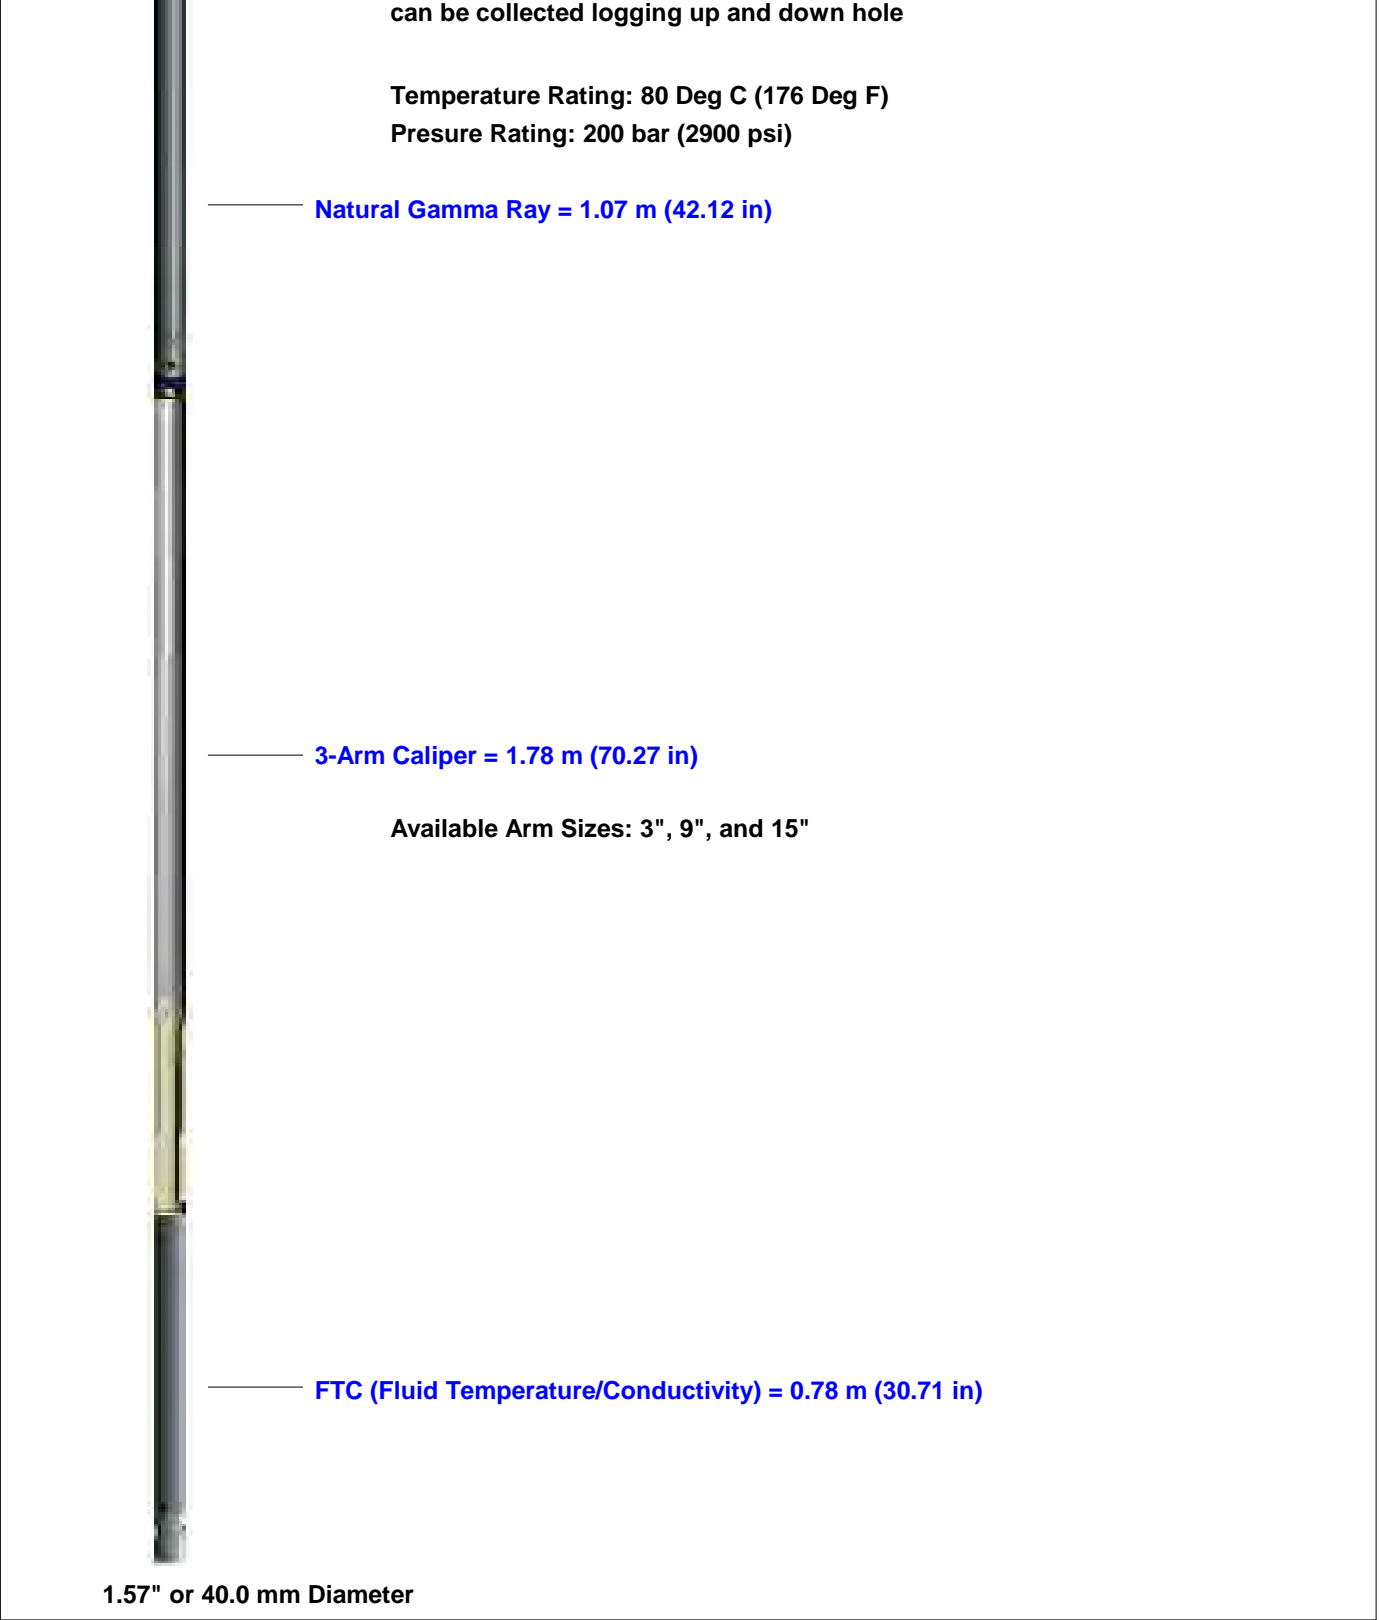 can be collected logging up and down hole
Temperature Rating: 80 Deg C (176 Deg F)
Presure Rating: 200 bar (2900 psi)
Natural Gamma Ray = 1.07 m (42.12 in)
3-Arm Caliper = 1.78 m (70.27 in)
Available Arm Sizes: 3", 9", and 15"
FTC (Fluid Temperature/Conductivity) = 0.78 m (30.71 in)
1.57" or 40.0 mm Diameter